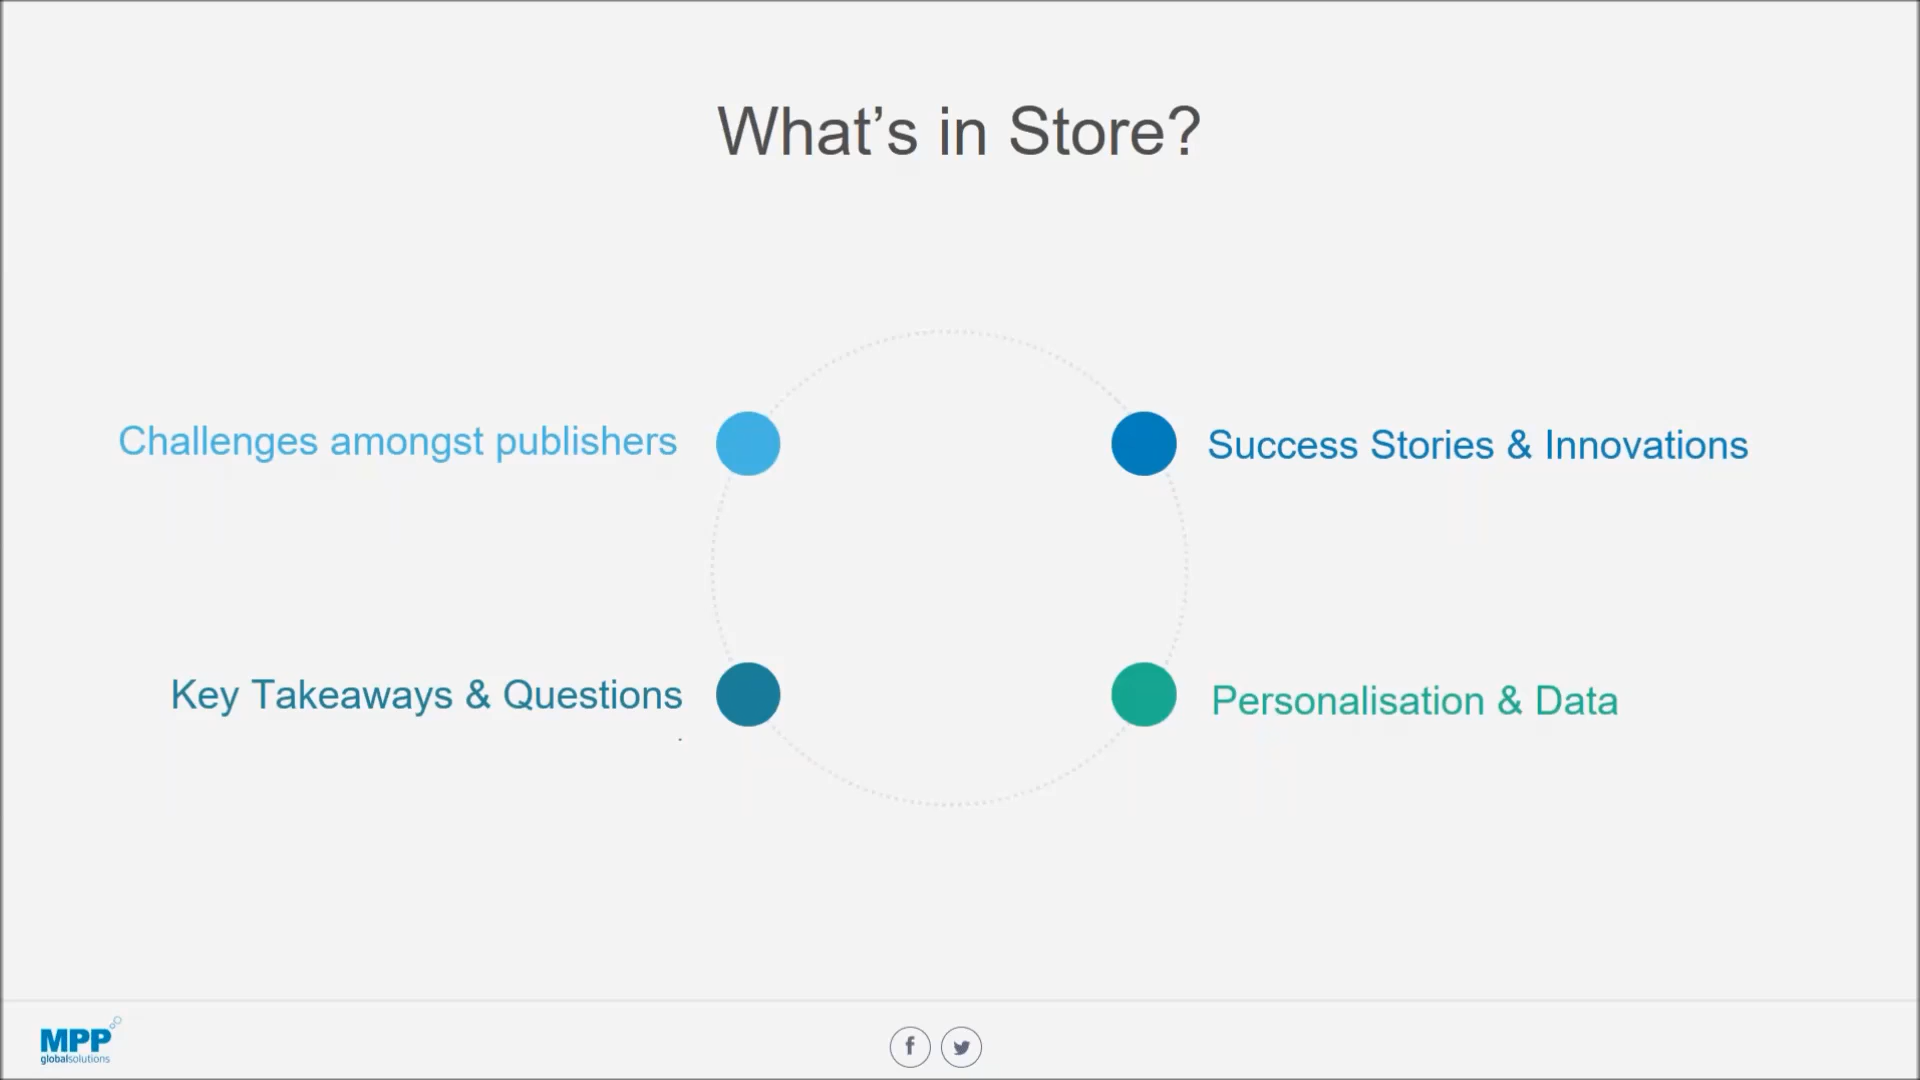 What’s in Store?
Challenges amongst publishers
Success Stories & Innovations
Key Takeaways & Questions
Personalisation & Data
MPP
globalsolutions